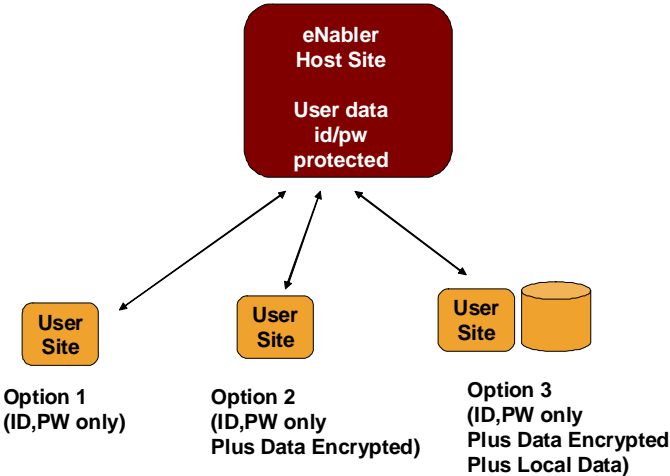 eNabler
Host Site
User data
id/pw
protected
User
Site
User
Site
User
Site
Option 1
(ID,PW only)
Option 2
(ID,PW only
Plus Data Encrypted)
Option 3
(ID,PW only
Plus Data Encrypted
Plus Local Data)